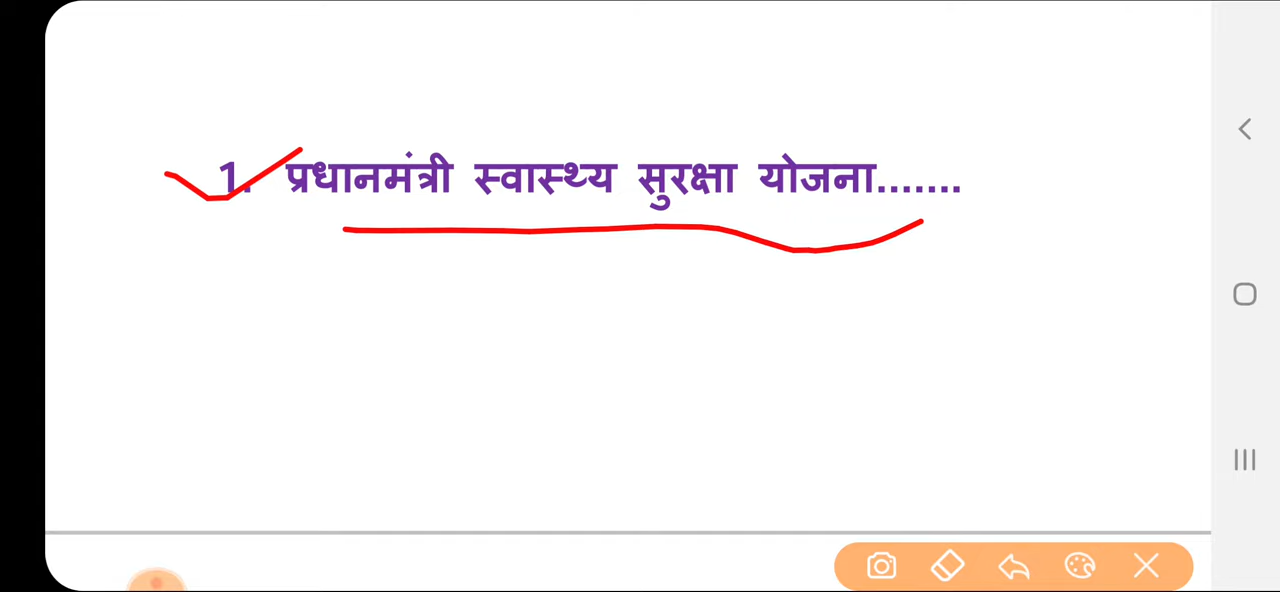 1. प्रधानमंत्री स्वास्थ्य सुरक्षा योजना.......